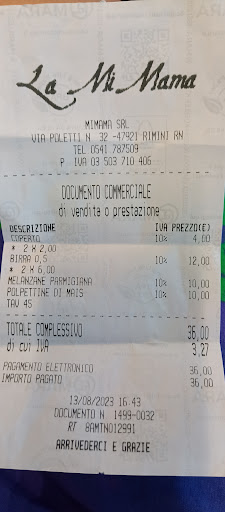 La Mi Mama
MIMAMA SRL
VIA POLETTI N 32 -47921 RIMINI RN
TEL 0541 787509
P IVA 03 503 710 406
DOCUMENTO COMMERCIALE
di vendita o prestazione
DESCRIZIONE IVA PREZZO(E)
COPERTO 10% 4,00
* 2 X 2,00
BIRRA 0,5 10% 12,00
* 2 X 6,00
MELANZANE PARMIGIANA 10% 10,00
POLPETTINE DI MAIS 10% 10,00
TAV 45
TOTALE COMPLESSIVO 36,00
di cui IVA 3,27
PAGAMENTO ELETTRONICO 36,00
IMPORTO PAGATO 36,00
13/08/2023 16:43
DOCUMENTO N. 1499-0032
RT 8AMTN012991
ARRIVEDERCI E GRAZIE